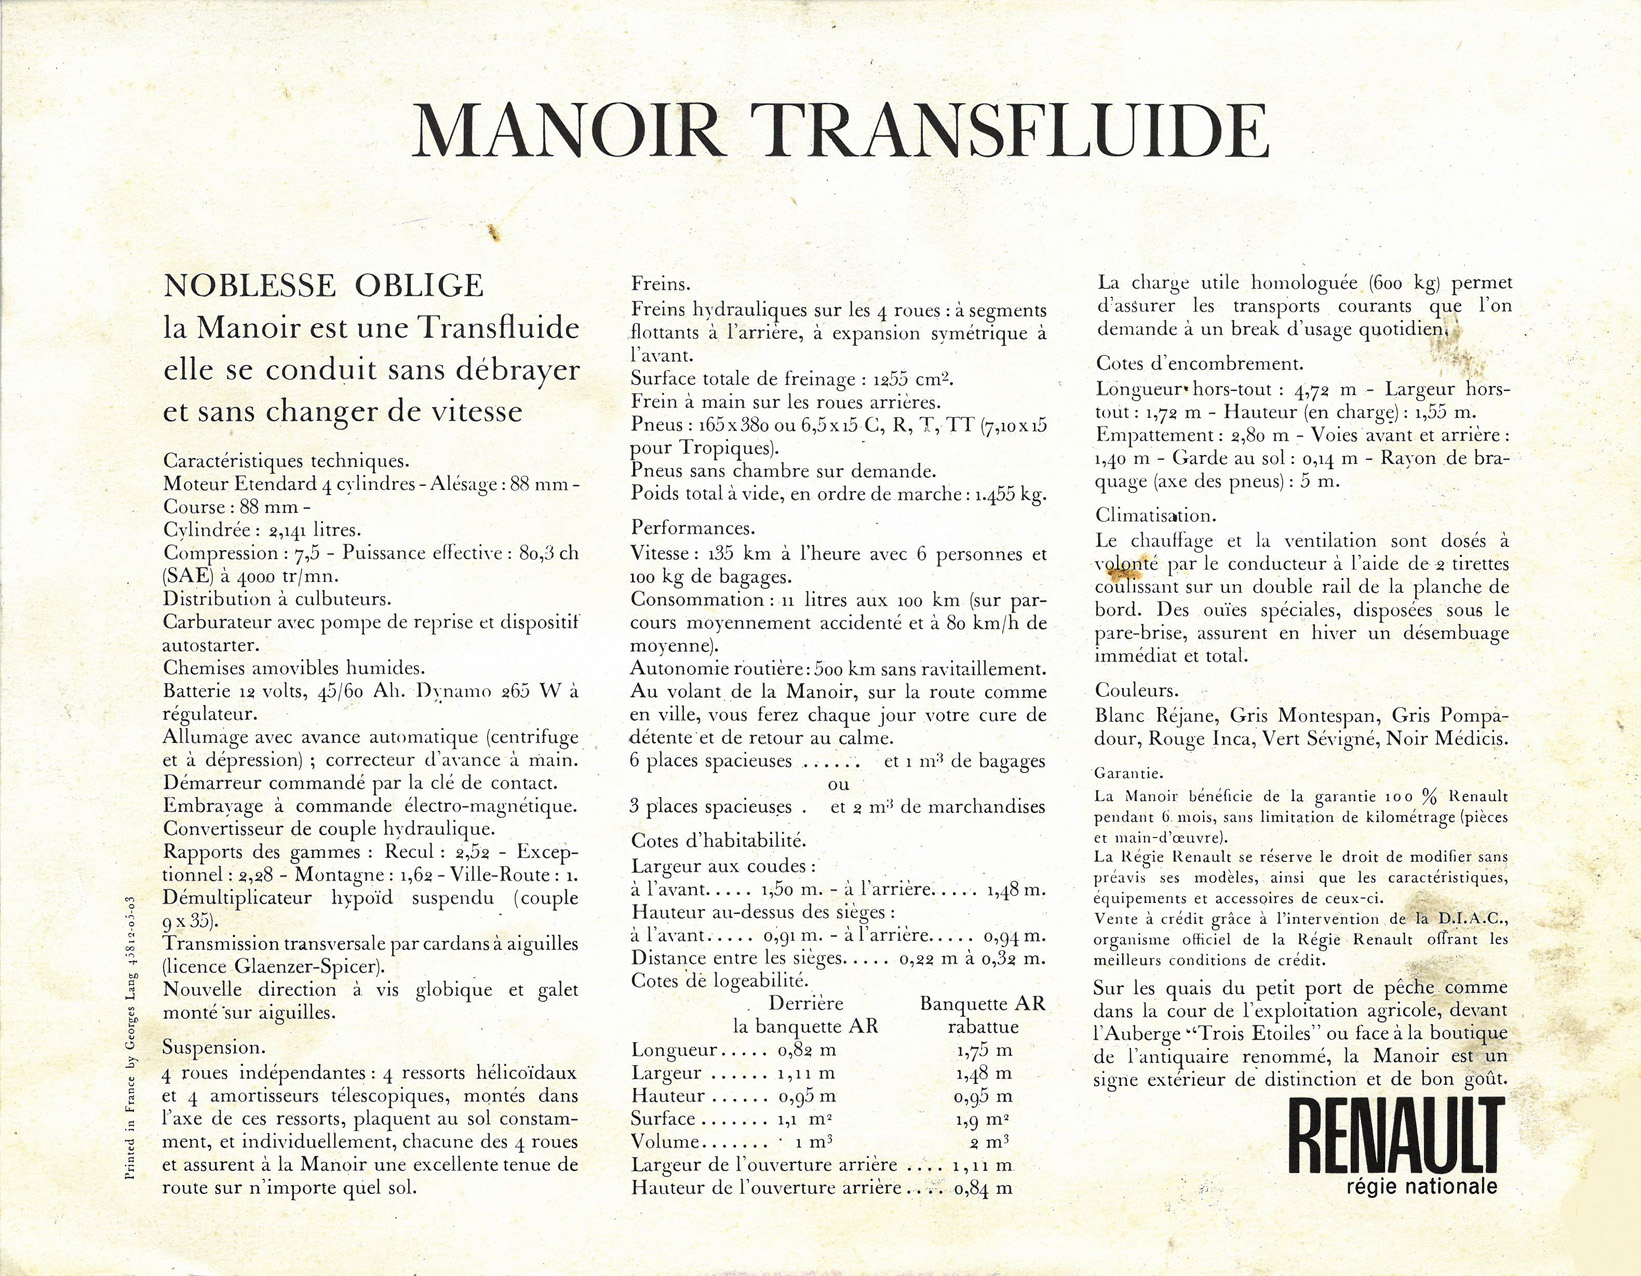 MANOIR TRANSFLUIDE
NOBLESSE OBLIGE
la Manoir est une Transfluide
elle se conduit sans débrayer
et sans changer de vitesse
Caractéristiques techniques.
Moteur Etendard 4 cylindres - Alésage : 88 mm -
Course : 88 mm -
Cylindrée : 2,141 litres.
Compression : 7,5 - Puissance effective : 80,3 ch
(SAE) à 4000 tr/mn.
Distribution à culbuteurs.
Carburateur avec pompe de reprise et dispositif
autostarter.
Chemises amovibles humides.
Batterie 12 volts, 45/60 Ah. Dynamo 265 W à
régulateur.
Allumage avec avance automatique (centrifuge
et à dépression) ; correcteur d'avance à main.
Démarreur commandé par la clé de contact.
Embrayage à commande électro-magnétique.
Convertisseur de couple hydraulique.
Rapports des gammes : Recul : 2,52 - Excep-
tionnel : 2,28 - Montagne : 1,62 - Ville-Route : 1.
Démultiplicateur hypoïd suspendu (couple
9 x 35).
Transmission transversale par cardans à aiguilles
(licence Glaenzer-Spicer).
Nouvelle direction à vis globique et galet
monté sur aiguilles.
Suspension.
4 roues indépendantes : 4 ressorts hélicoïdaux
et 4 amortisseurs télescopiques, montés dans
l'axe de ces ressorts, plaquent au sol constam-
ment, et individuellement, chacune des 4 roues
et assurent à la Manoir une excellente tenue de
route sur n'importe quel sol.
Printed in France by Georges Lang 45812-03-03
Freins.
Freins hydrauliques sur les 4 roues : à segments
flottants à l'arrière, à expansion symétrique à
l'avant.
Surface totale de freinage : 1255 cm².
Frein à main sur les roues arrières.
Pneus : 165 x 380 ou 6,5 x 15 C, R, T, TT (7,10 x 15
pour Tropiques).
Pneus sans chambre sur demande.
Poids total à vide, en ordre de marche : 1.455 kg.
Performances.
Vitesse : 135 km à l'heure avec 6 personnes et
100 kg de bagages.
Consommation : 11 litres aux 100 km (sur par-
cours moyennement accidenté et à 80 km/h de
moyenne).
Autonomie routière : 500 km sans ravitaillement.
Au volant de la Manoir, sur la route comme
en ville, vous ferez chaque jour votre cure de
détente et de retour au calme.
6 places spacieuses ...... et 1 m³ de bagages
ou
3 places spacieuses . et 2 m³ de marchandises
Cotes d'habitabilité.
Largeur aux coudes :
à l'avant..... 1,50 m. - à l'arrière..... 1,48 m.
Hauteur au-dessus des sièges :
à l'avant..... 0,91 m. - à l'arrière..... 0,94 m.
Distance entre les sièges..... 0,22 m à 0,32 m.
Cotes de logeabilité.
Derrière Banquette AR
la banquette AR rabattue
Longueur..... 0,82 m 1,75 m
Largeur ...... 1,11 m 1,48 m
Hauteur ...... 0,95 m 0,95 m
Surface ....... 1,1 m² 1,9 m²
Volume....... 1 m³ 2 m³
Largeur de l'ouverture arrière .... 1,11 m
Hauteur de l'ouverture arrière .... 0,84 m
La charge utile homologuée (600 kg) permet
d'assurer les transports courants que l'on
demande à un break d'usage quotidien.
Cotes d'encombrement.
Longueur hors-tout : 4,72 m - Largeur hors-
tout : 1,72 m - Hauteur (en charge) : 1,55 m.
Empattement : 2,80 m - Voies avant et arrière :
1,40 m - Garde au sol : 0,14 m - Rayon de bra-
quage (axe des pneus) : 5 m.
Climatisation.
Le chauffage et la ventilation sont dosés à
volonté par le conducteur à l'aide de 2 tirettes
coulissant sur un double rail de la planche de
bord. Des ouïes spéciales, disposées sous le
pare-brise, assurent en hiver un désembuage
immédiat et total.
Couleurs.
Blanc Réjane, Gris Montespan, Gris Pompa-
dour, Rouge Inca, Vert Sévigné, Noir Médicis.
Garantie.
La Manoir bénéficie de la garantie 100 % Renault
pendant 6 mois, sans limitation de kilométrage (pièces
et main-d'œuvre).
La Régie Renault se réserve le droit de modifier sans
préavis ses modèles, ainsi que les caractéristiques,
équipements et accessoires de ceux-ci.
Vente à crédit grâce à l'intervention de la D.I.A.C.,
organisme officiel de la Régie Renault offrant les
meilleurs conditions de crédit.
Sur les quais du petit port de pêche comme
dans la cour de l'exploitation agricole, devant
l'Auberge "Trois Etoiles" ou face à la boutique
de l'antiquaire renommé, la Manoir est un
signe extérieur de distinction et de bon goût.
RENAULT
régie nationale